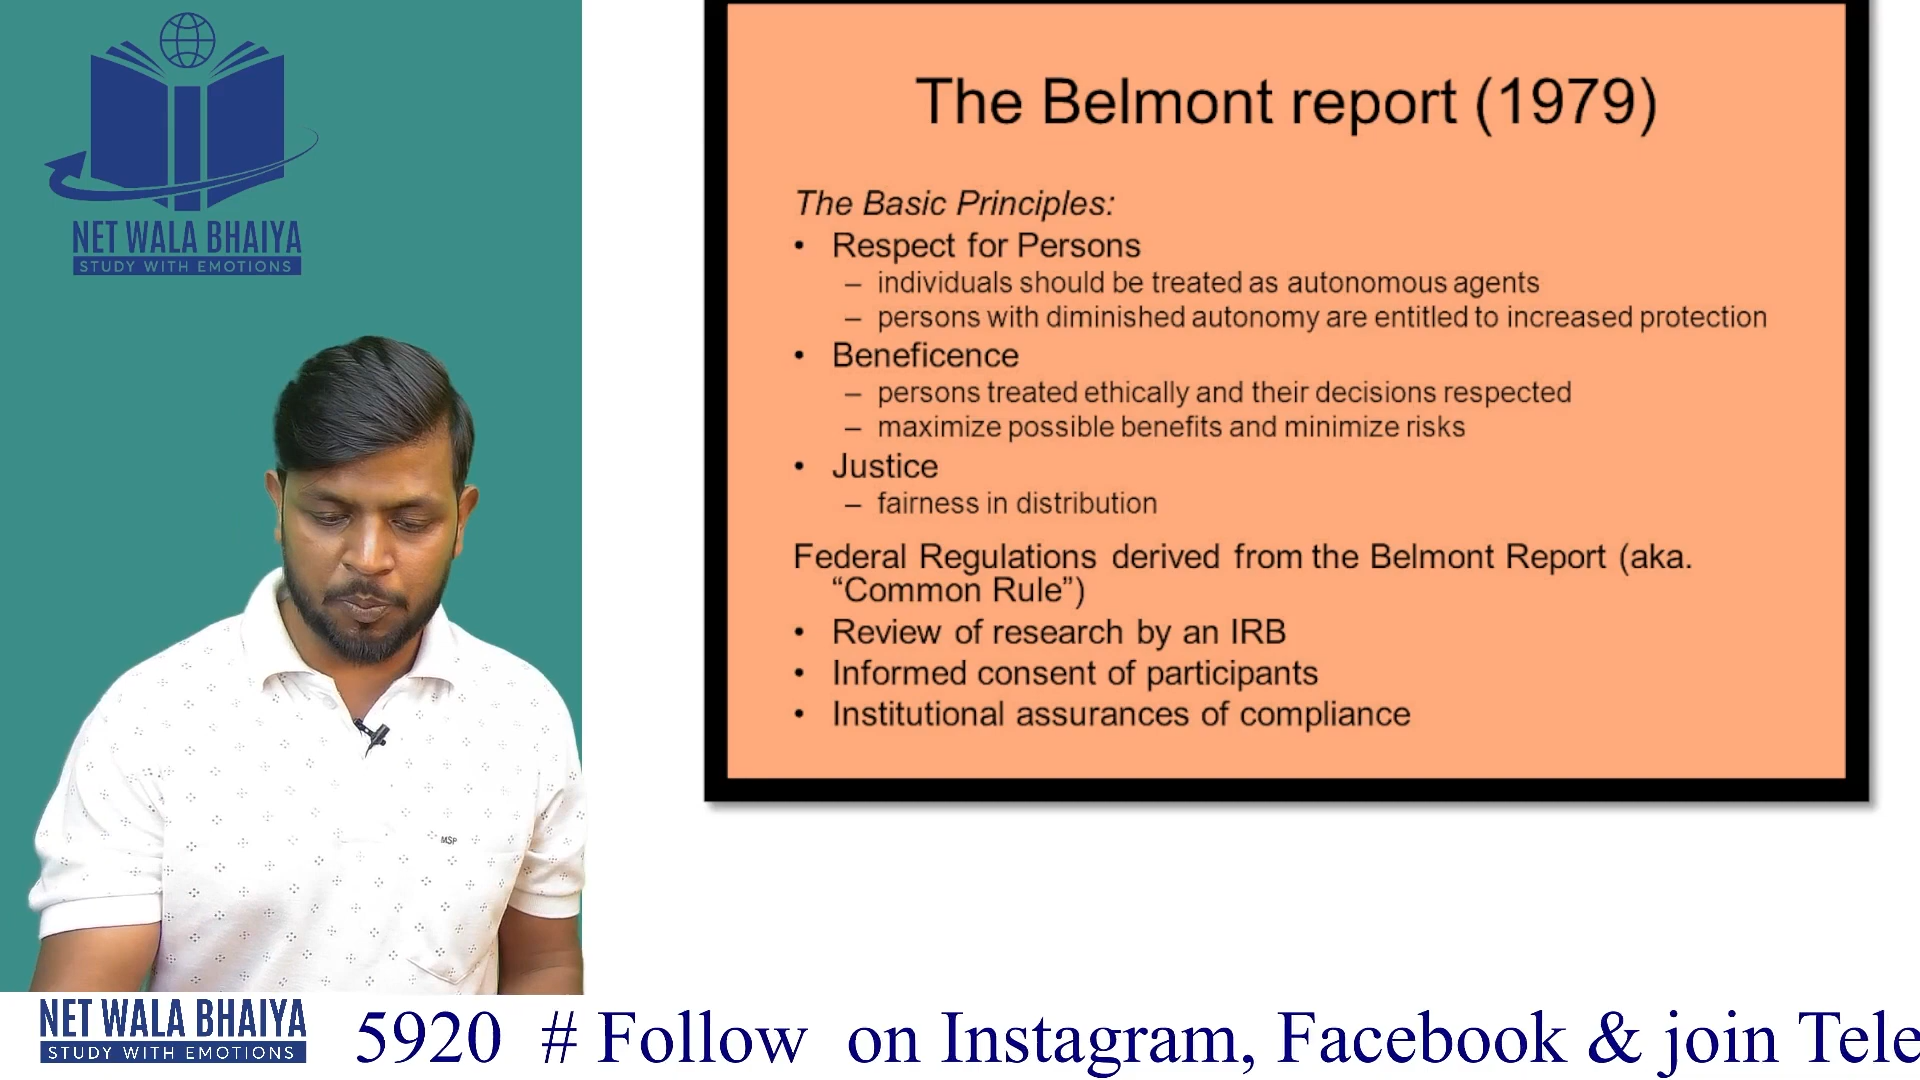 NET WALA BHAIYA
STUDY WITH EMOTIONS
The Belmont report (1979)
The Basic Principles:
• Respect for Persons
– individuals should be treated as autonomous agents
– persons with diminished autonomy are entitled to increased protection
• Beneficence
– persons treated ethically and their decisions respected
– maximize possible benefits and minimize risks
• Justice
– fairness in distribution
Federal Regulations derived from the Belmont Report (aka.
“Common Rule”)
• Review of research by an IRB
• Informed consent of participants
• Institutional assurances of compliance
MSP
NET WALA BHAIYA
STUDY WITH EMOTIONS
5920 # Follow on Instagram, Facebook & join Tele